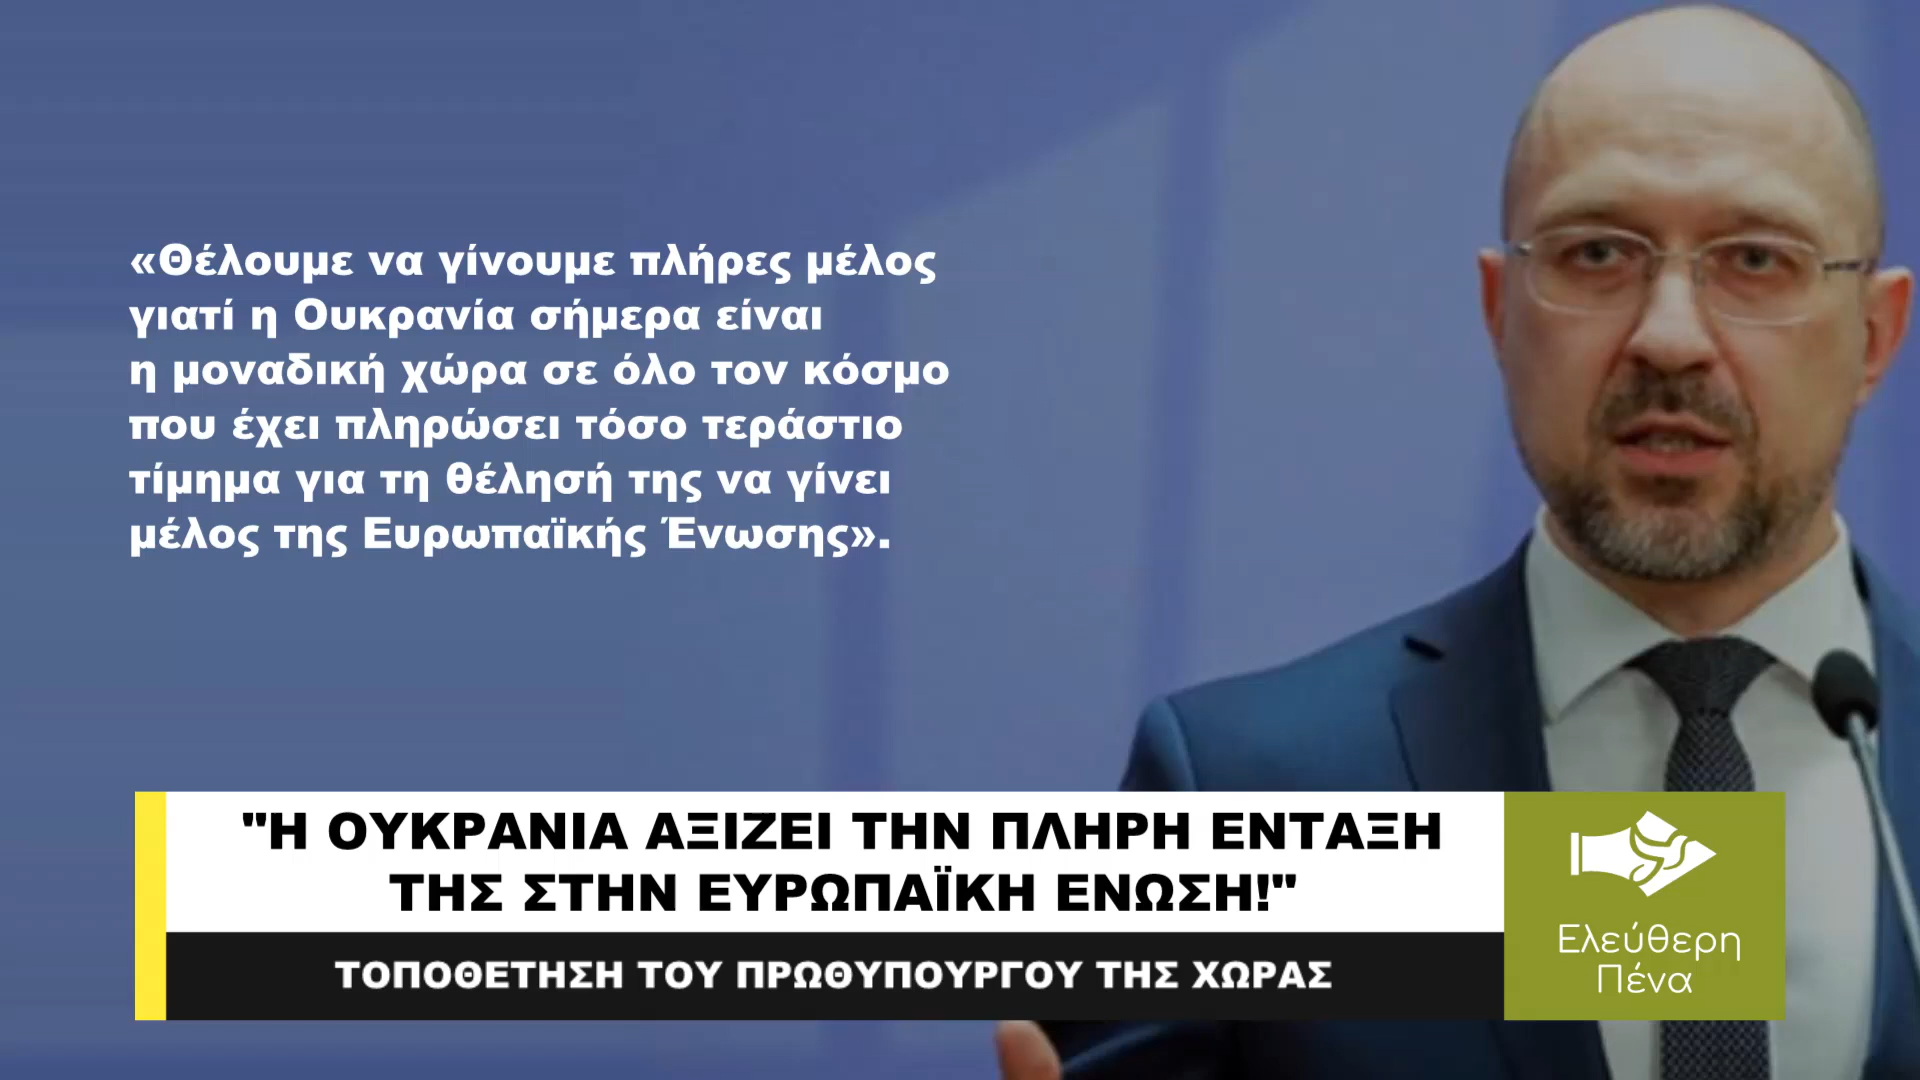 «Θέλουμε να γίνουμε πλήρες μέλος
γιατί η Ουκρανία σήμερα είναι
η μοναδική χώρα σε όλο τον κόσμο
που έχει πληρώσει τόσο τεράστιο
τίμημα για τη θέλησή της να γίνει
μέλος της Ευρωπαϊκής Ένωσης».
"Η ΟΥΚΡΑΝΙΑ ΑΞΙΖΕΙ ΤΗΝ ΠΛΗΡΗ ΕΝΤΑΞΗ
ΤΗΣ ΣΤΗΝ ΕΥΡΩΠΑΪΚΗ ΕΝΩΣΗ!"
ΤΟΠΟΘΕΤΗΣΗ ΤΟΥ ΠΡΩΘΥΠΟΥΡΓΟΥ ΤΗΣ ΧΩΡΑΣ
Ελεύθερη
Πένα